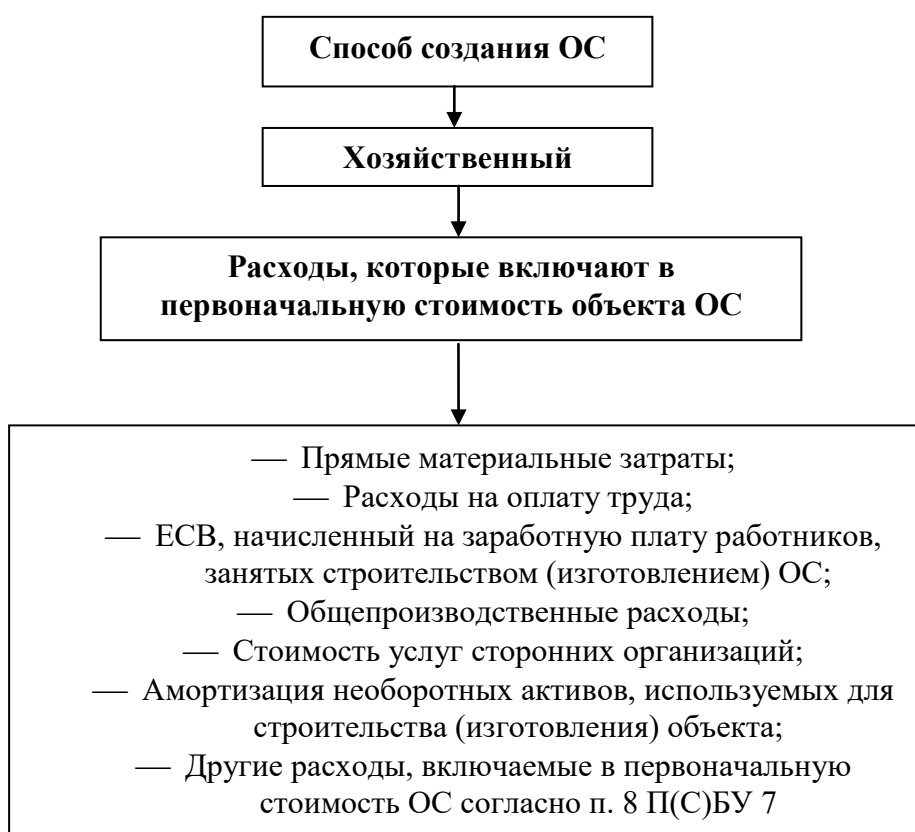 Способ создания ОС
Хозяйственный
Расходы, которые включают в
первоначальную стоимость объекта ОС
— Прямые материальные затраты;
— Расходы на оплату труда;
— ЕСВ, начисленный на заработную плату работников,
занятых строительством (изготовлением) ОС;
— Общепроизводственные расходы;
— Стоимость услуг сторонних организаций;
— Амортизация необоротных активов, используемых для
строительства (изготовления) объекта;
— Другие расходы, включаемые в первоначальную
стоимость ОС согласно п. 8 П(С)БУ 7